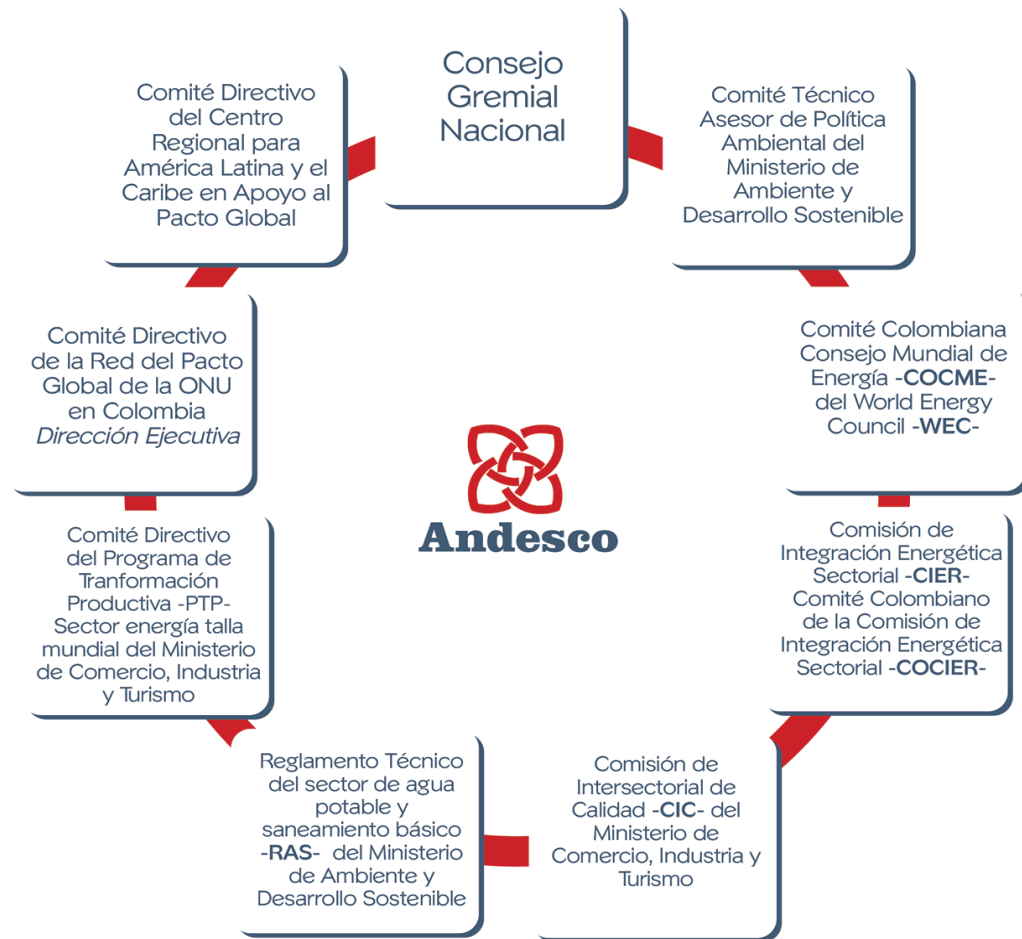 Consejo
Gremial
Nacional
Comité Técnico
Asesor de Política
Ambiental del
Ministerio de
Ambiente y
Desarrollo Sostenible
Comité Colombiana
Consejo Mundial de
Energía -COCME-
del World Energy
Council -WEC-
Comisión de
Integración Energética
Sectorial -CIER-
Comité Colombiano
de la Comisión de
Integración Energética
Sectorial -COCIER-
Comisión de
Intersectorial de
Calidad -CIC- del
Ministerio de
Comercio, Industria y
Turismo
Reglamento Técnico
del sector de agua
potable y
saneamiento básico
-RAS- del Ministerio
de Ambiente y
Desarrollo Sostenible
Comité Directivo
del Programa de
Tranformación
Productiva -PTP-
Sector energía talla
mundial del Ministerio
de Comercio, Industria
y Turismo
Comité Directivo
de la Red del Pacto
Global de la ONU
en Colombia
Dirección Ejecutiva
Comité Directivo
del Centro
Regional para
América Latina y el
Caribe en Apoyo al
Pacto Global
Andesco